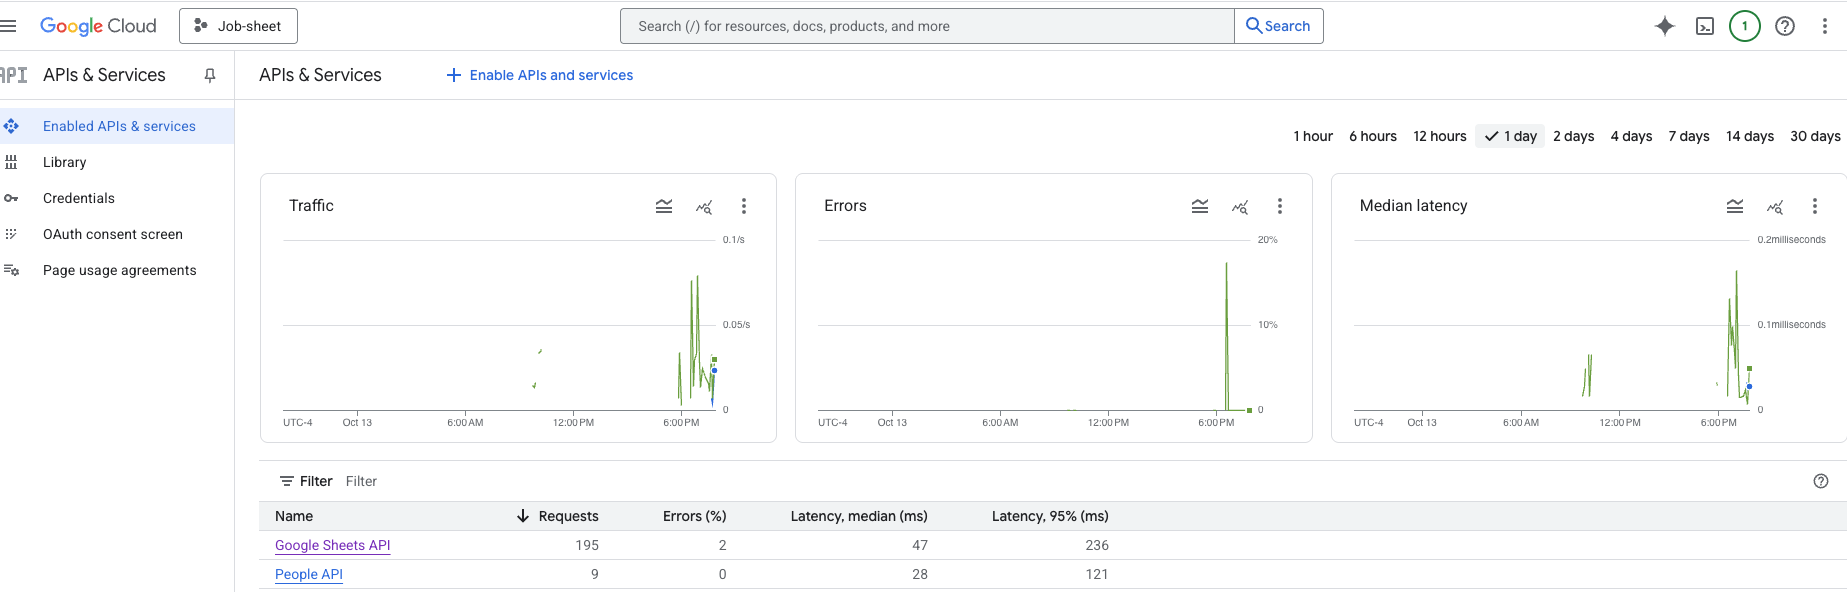 Google Cloud
Job-sheet
Search (/) for resources, docs, products, and more
Search
1
API
APIs & Services
APIs & Services
Enable APIs and services
Enabled APIs & services
Library
Credentials
OAuth consent screen
Page usage agreements
1 hour 6 hours 12 hours 1 day 2 days 4 days 7 days 14 days 30 days
Traffic
0.1/s
0.05/s
0
UTC-4 Oct 13 6:00 AM 12:00 PM 6:00 PM
Errors
20%
10%
0
UTC-4 Oct 13 6:00 AM 12:00 PM 6:00 PM
Median latency
0.2milliseconds
0.1milliseconds
0
UTC-4 Oct 13 6:00 AM 12:00 PM 6:00 PM
Filter Filter
Name Requests Errors (%) Latency, median (ms) Latency, 95% (ms)
Google Sheets API 195 2 47 236
People API 9 0 28 121